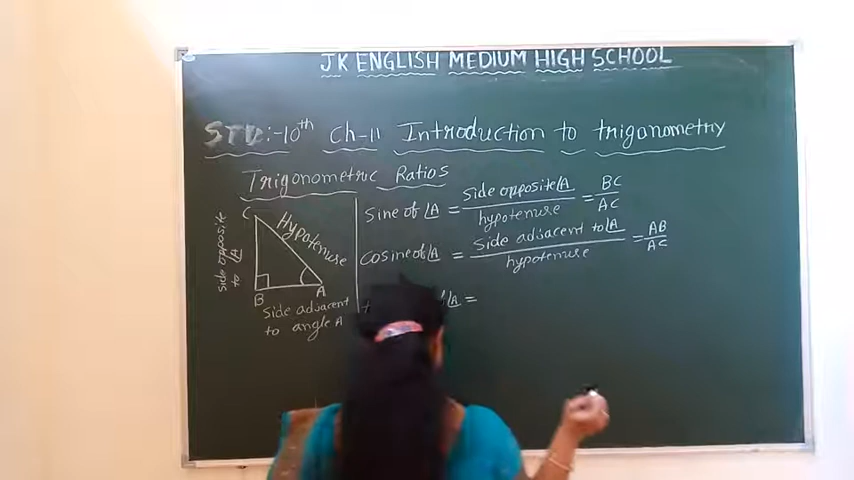 JK ENGLISH MEDIUM HIGH SCHOOL
STD:-10th Ch-11 Introduction to trigonometry
Trigonometric Ratios
C
Hypotenuse
side opposite
to ∠A
B
A
Side adjacent
to angle A
Sine of ∠A = Side opposite ∠A / hypotenuse = BC / AC
Cosine of ∠A = Side adjacent to ∠A / hypotenuse = AB / AC
∠A =